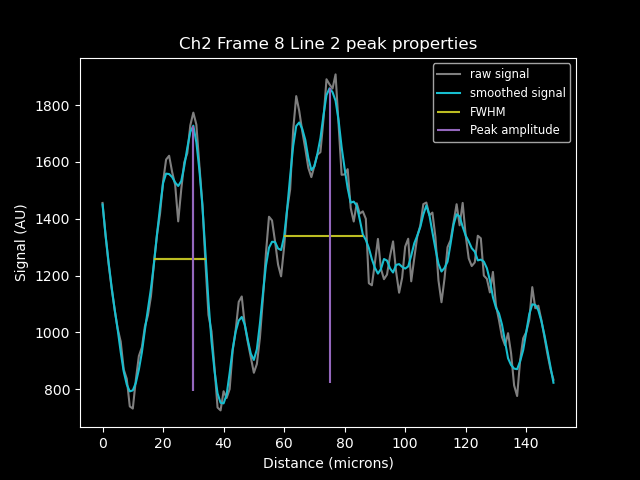 Ch2 Frame 8 Line 2 peak properties
raw signal
smoothed signal
FWHM
Peak amplitude
Signal (AU)
1800
1600
1400
1200
1000
800
0 20 40 60 80 100 120 140
Distance (microns)